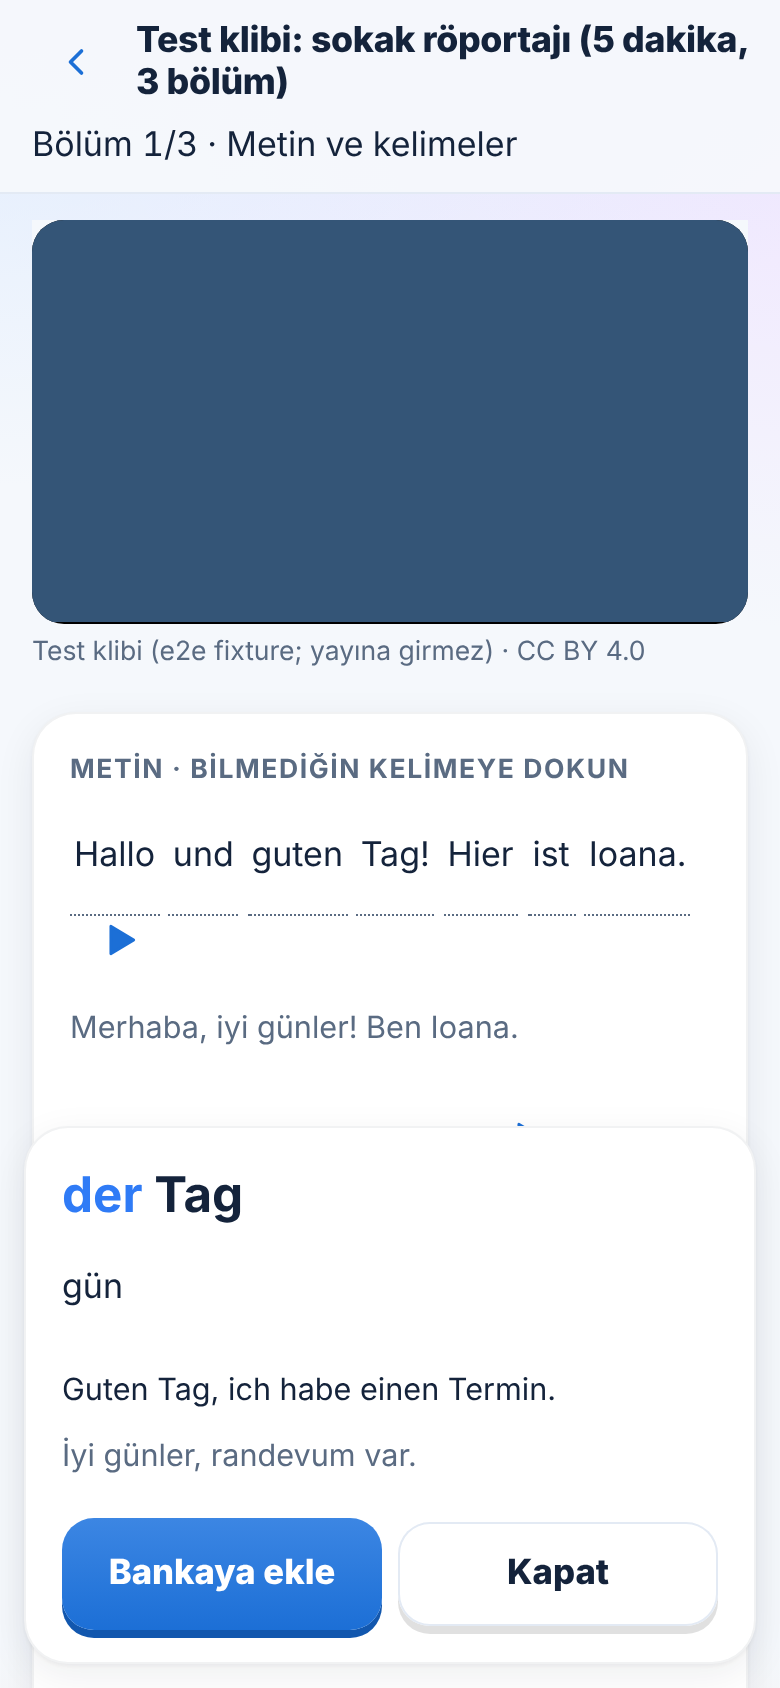 Test klibi: sokak röportajı (5 dakika,
3 bölüm)
Bölüm 1/3 · Metin ve kelimeler
Test klibi (e2e fixture; yayına girmez) · CC BY 4.0
METİN · BİLMEDİĞİN KELİMEYE DOKUN
Hallo und guten Tag! Hier ist Ioana.
Merhaba, iyi günler! Ben Ioana.
der Tag
gün
Guten Tag, ich habe einen Termin.
İyi günler, randevum var.
Bankaya ekle Kapat